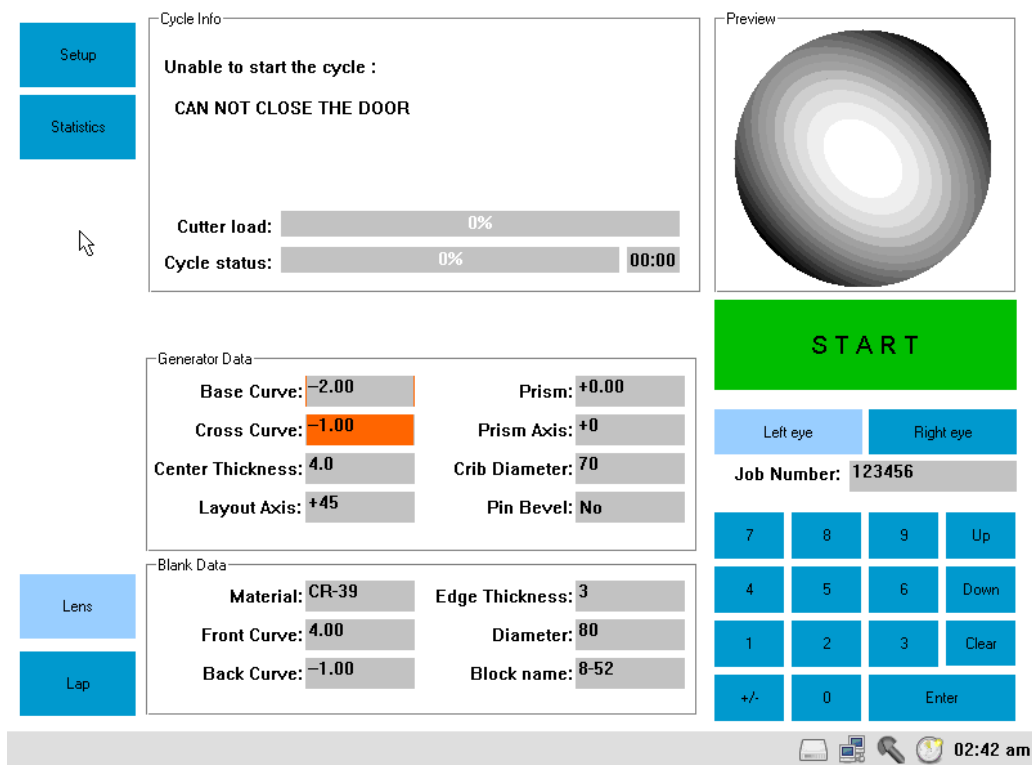 Setup
Statistics
Cycle Info
Unable to start the cycle :
CAN NOT CLOSE THE DOOR
Cutter load: 0%
Cycle status: 0% 00:00
Preview
START
Generator Data
Base Curve: −2.00 Prism: +0.00
Cross Curve: −1.00 Prism Axis: +0
Center Thickness: 4.0 Crib Diameter: 70
Layout Axis: +45 Pin Bevel: No
Left eye Right eye
Job Number: 123456
Blank Data
Material: CR-39 Edge Thickness: 3
Front Curve: 4.00 Diameter: 80
Back Curve: −1.00 Block name: 8-52
Lens
Lap
7 8 9 Up
4 5 6 Down
1 2 3 Clear
+/- 0 Enter
02:42 am